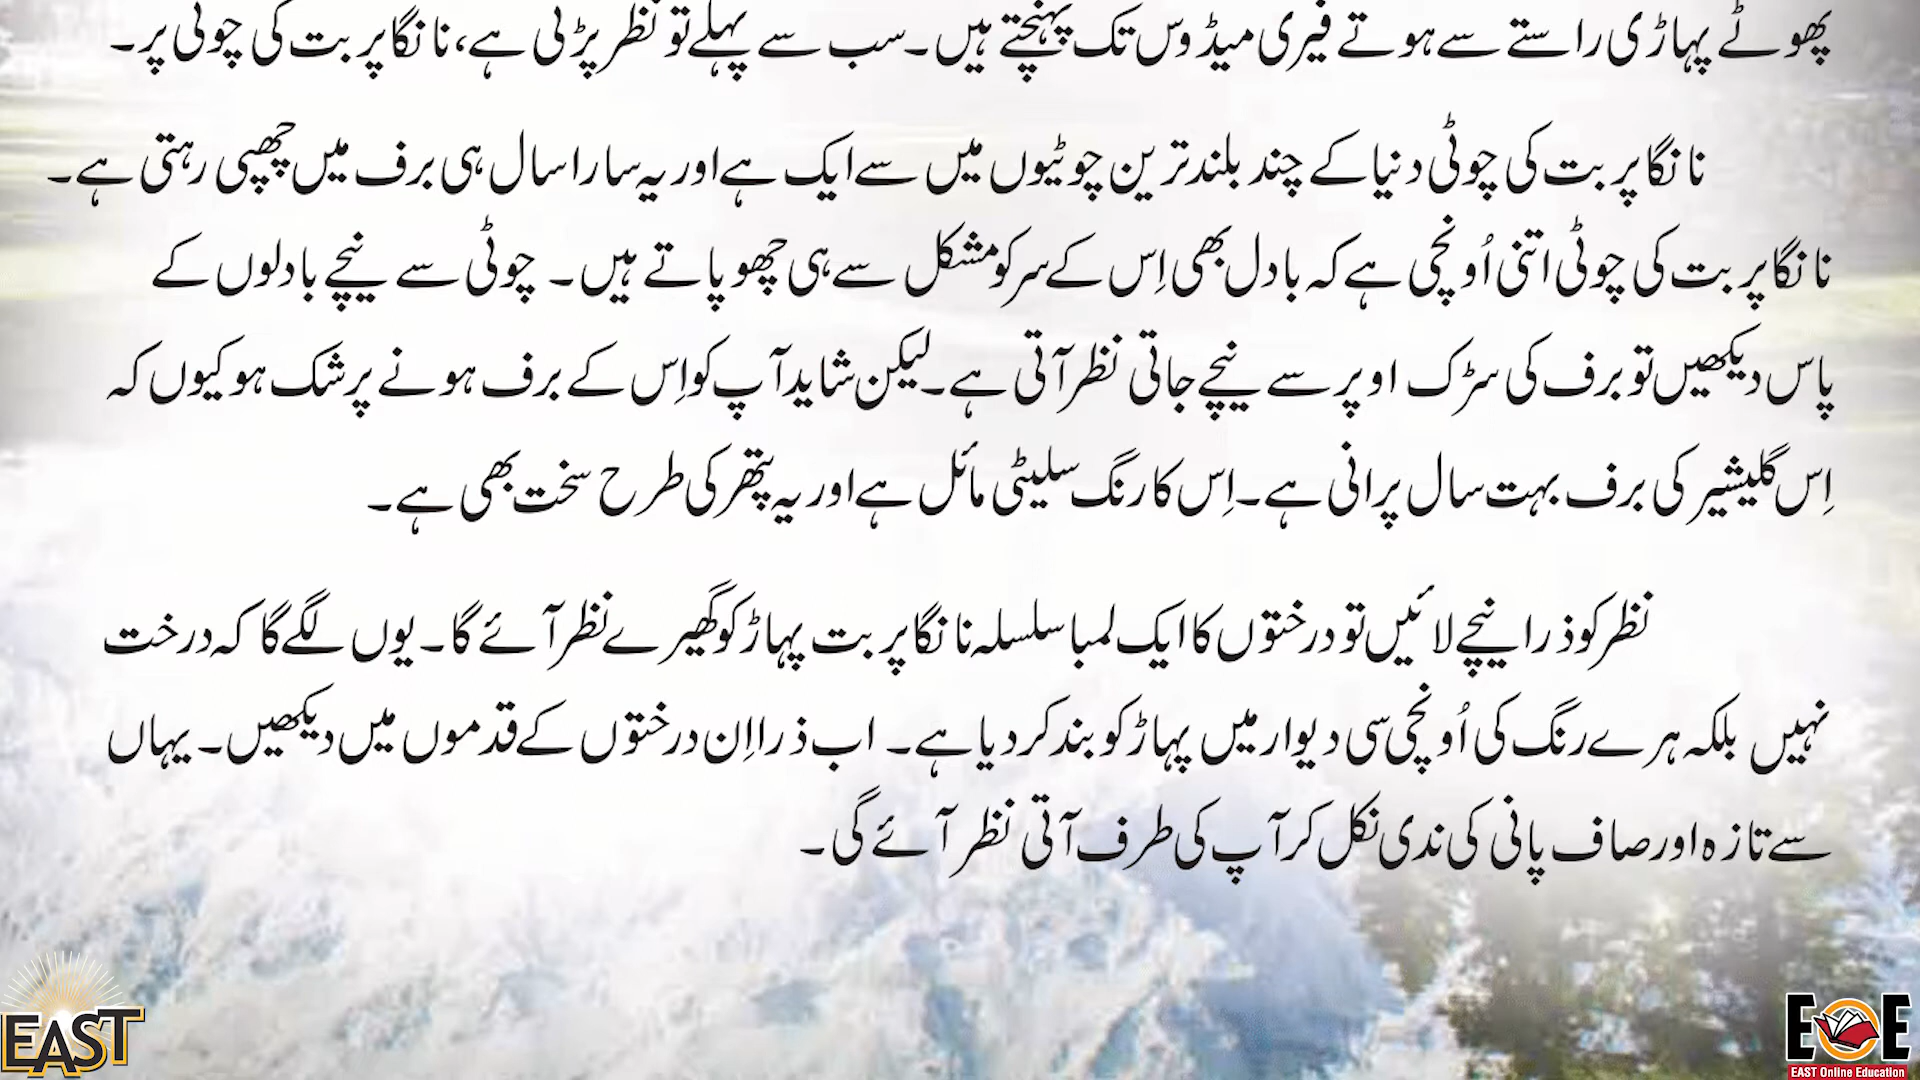 پھوٹے پہاڑی راستے سے ہوتے فیری میڈوس تک پہنچتے ہیں۔ سب سے پہلے تو نظر پڑتی ہے، نانگا پربت کی چوٹی پر۔
نانگا پربت کی چوٹی دنیا کے چند بلند ترین چوٹیوں میں سے ایک ہے اور یہ سارا سال ہی برف میں چھپی رہتی ہے۔
نانگا پربت کی چوٹی اتنی اُونچی ہے کہ بادل بھی اِس کے سر کو مشکل سے ہی چھو پاتے ہیں۔ چوٹی سے نیچے بادلوں کے
پاس دیکھیں تو برف کی سڑک اوپر سے نیچے جاتی نظر آتی ہے۔ لیکن شاید آپ کو اِس کے برف ہونے پر شک ہو کیوں کہ
اِس گلیشیر کی برف بہت سال پرانی ہے۔ اِس کا رنگ سلیٹی مائل ہے اور یہ پتھر کی طرح سخت بھی ہے۔
نظر کو ذرا نیچے لائیں تو درختوں کا ایک لمبا سلسلہ نانگا پربت پہاڑ کو گھیرے نظر آئے گا۔ یوں لگے گا کہ درخت
نہیں بلکہ ہرے رنگ کی اُونچی سی دیوار میں پہاڑ کو بند کر دیا ہے۔ اب ذرا اِن درختوں کے قدموں میں دیکھیں۔ یہاں
سے تازہ اور صاف پانی کی ندی نکل کر آپ کی طرف آتی نظر آئے گی۔
EAST
EOE
EAST Online Education